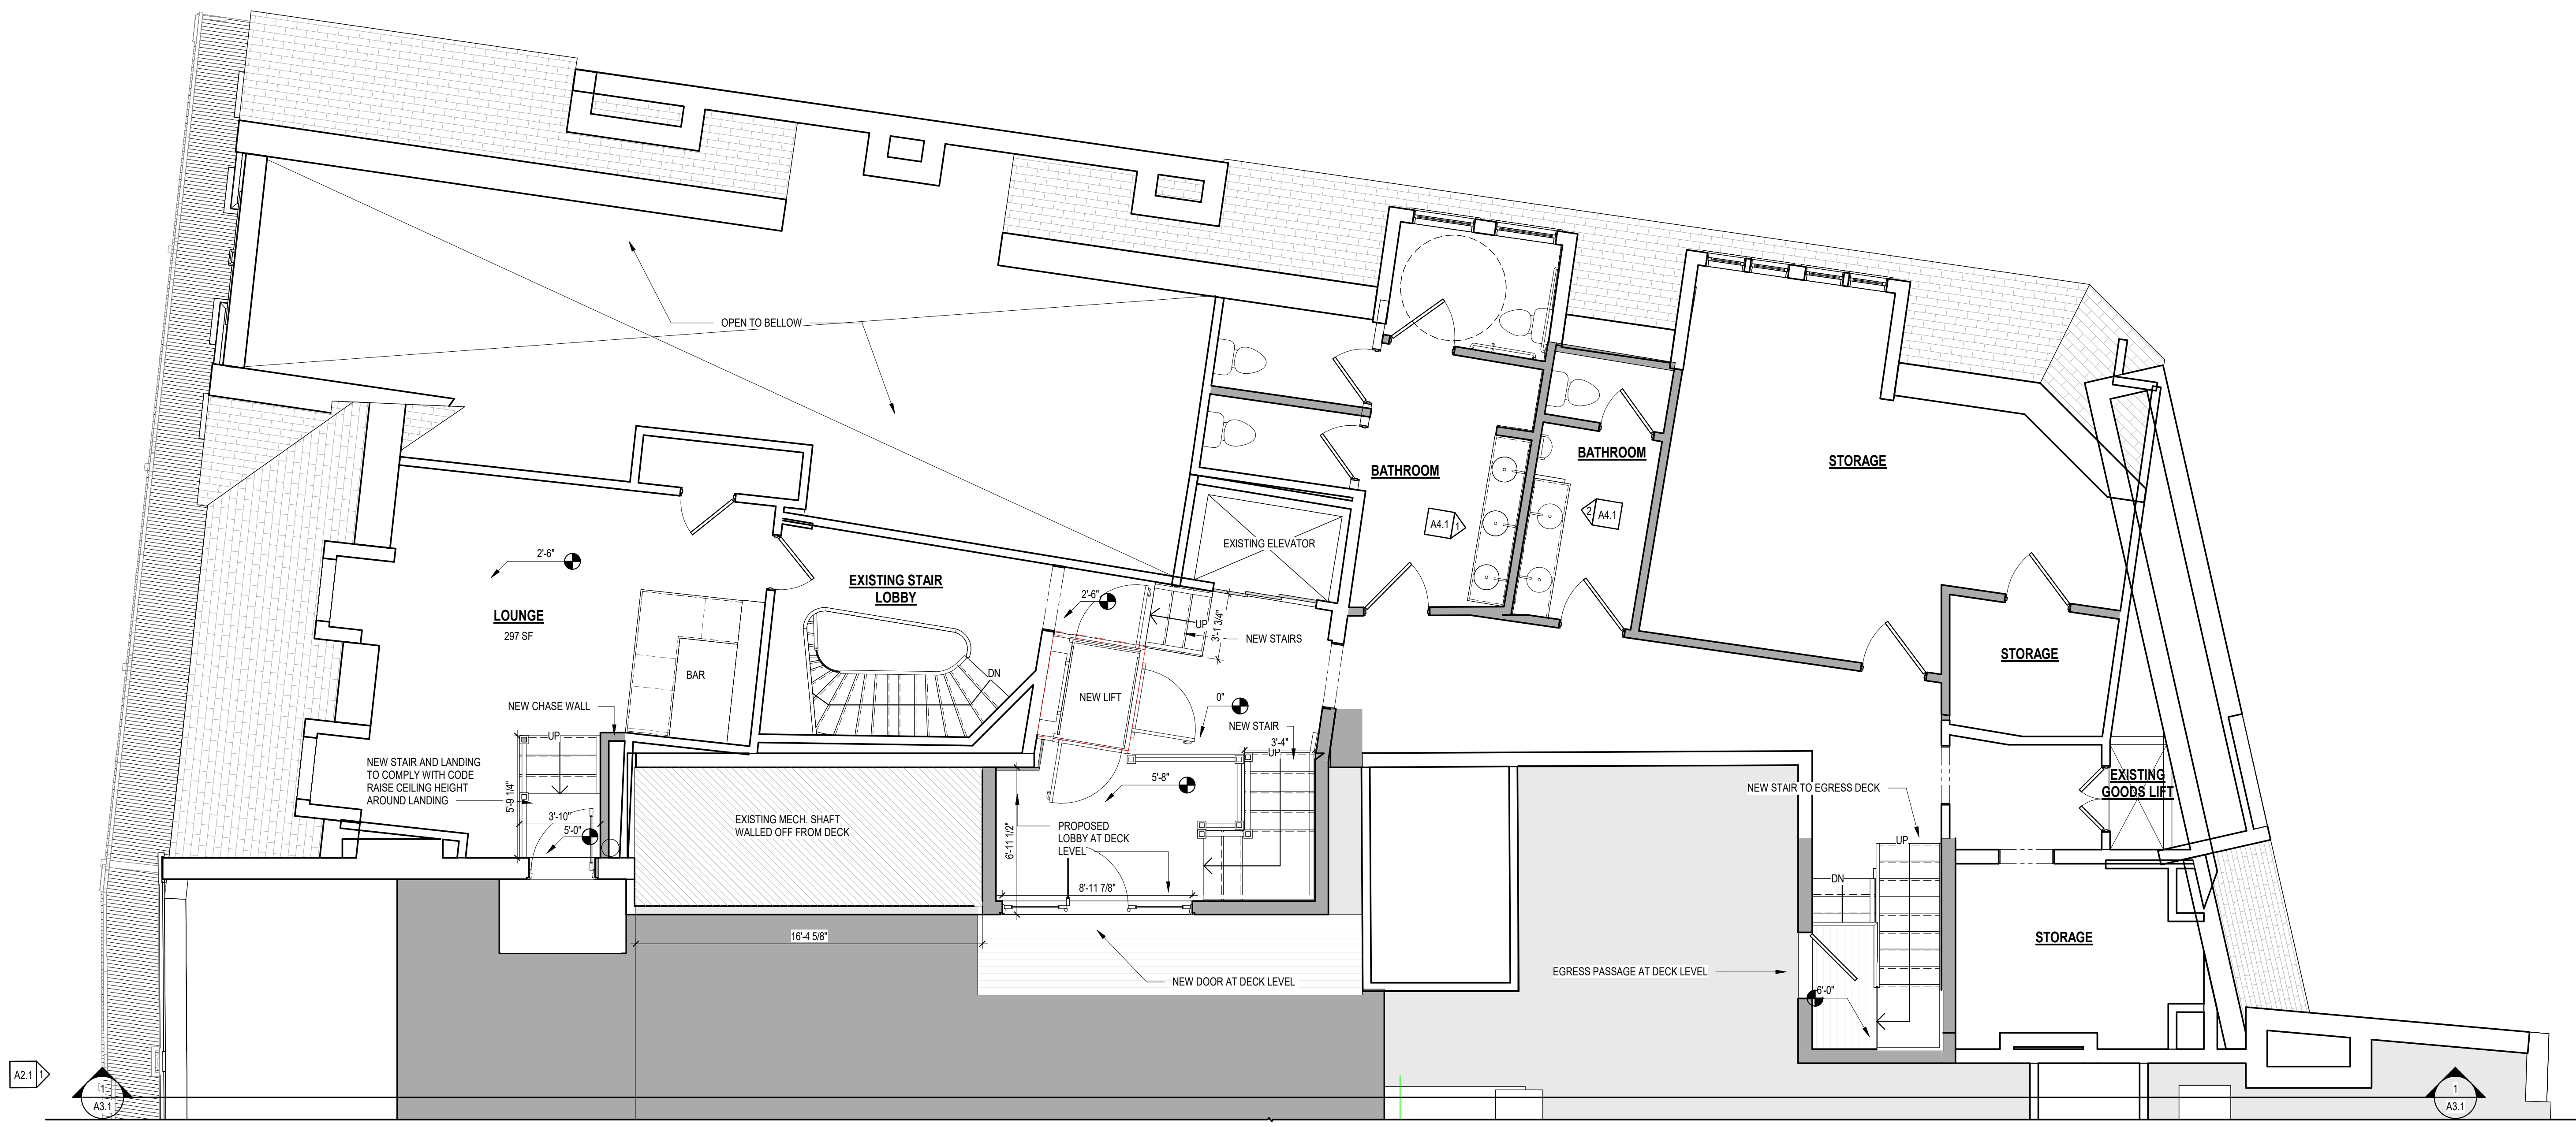 OPEN TO BELLOW
BATHROOM
BATHROOM
STORAGE
A4.1 1
2 A4.1
EXISTING ELEVATOR
2'-6"
LOUNGE
297 SF
EXISTING STAIR
LOBBY
2'-6"
UP
3'-1 3/4"
NEW STAIRS
BAR
DN
NEW LIFT
0"
STORAGE
NEW CHASE WALL
NEW STAIR
3'-4"
UP
UP
NEW STAIR AND LANDING
TO COMPLY WITH CODE
RAISE CEILING HEIGHT
AROUND LANDING
5'-9 1/4"
3'-10"
5'-0"
5'-8"
EXISTING MECH. SHAFT
WALLED OFF FROM DECK
6'-11 1/2"
PROPOSED
LOBBY AT DECK
LEVEL
8'-11 7/8"
16'-4 5/8"
NEW DOOR AT DECK LEVEL
EXISTING
GOODS LIFT
NEW STAIR TO EGRESS DECK
UP
DN
STORAGE
EGRESS PASSAGE AT DECK LEVEL
6'-0"
A2.1 1
1
A3.1
1
A3.1